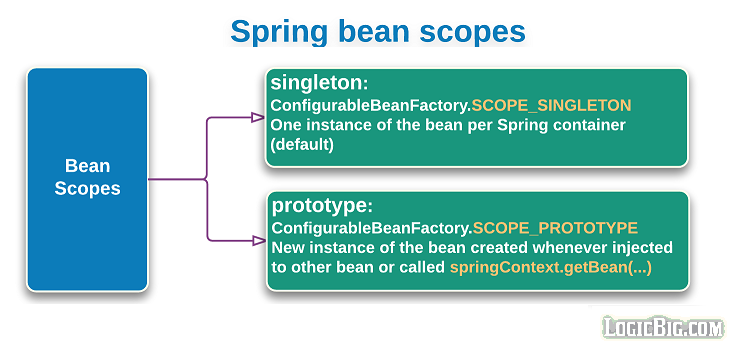 Spring bean scopes
Bean
Scopes
singleton:
ConfigurableBeanFactory.SCOPE_SINGLETON
One instance of the bean per Spring container
(default)
prototype:
ConfigurableBeanFactory.SCOPE_PROTOTYPE
New instance of the bean created whenever injected
to other bean or called springContext.getBean(...)
LogicBig.com